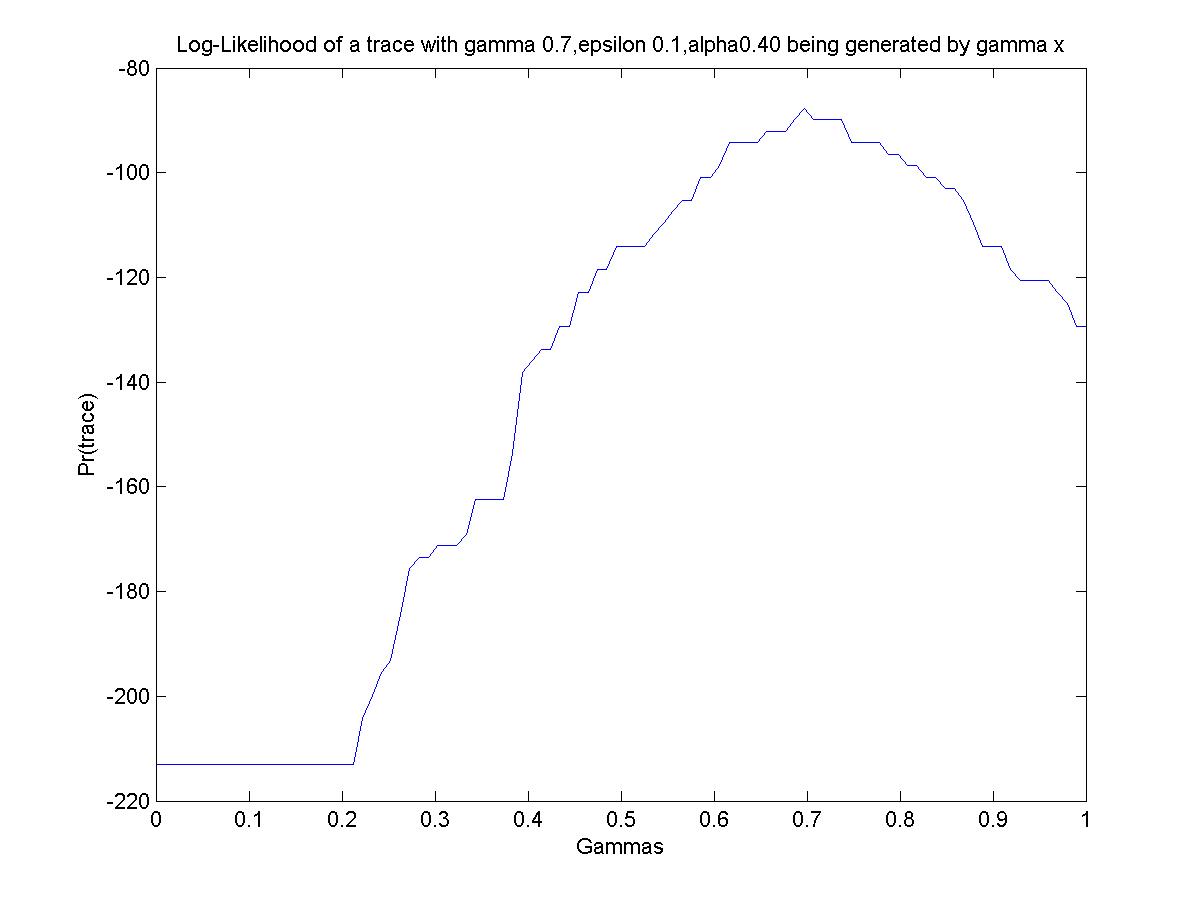 Log-Likelihood of a trace with gamma 0.7,epsilon 0.1,alpha0.40 being generated by gamma x
-80
-100
-120
-140
-160
-180
-200
-220
Pr(trace)
0 0.1 0.2 0.3 0.4 0.5 0.6 0.7 0.8 0.9 1
Gammas